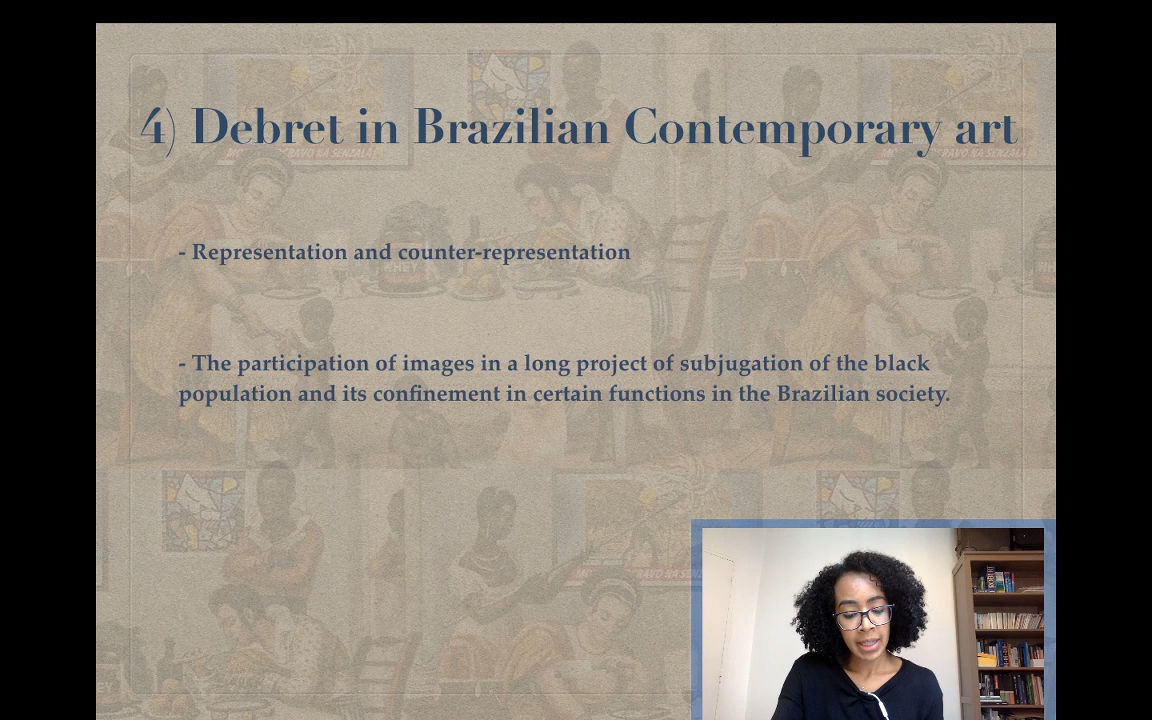 4) Debret in Brazilian Contemporary art
- Representation and counter-representation
- The participation of images in a long project of subjugation of the black
population and its confinement in certain functions in the Brazilian society.